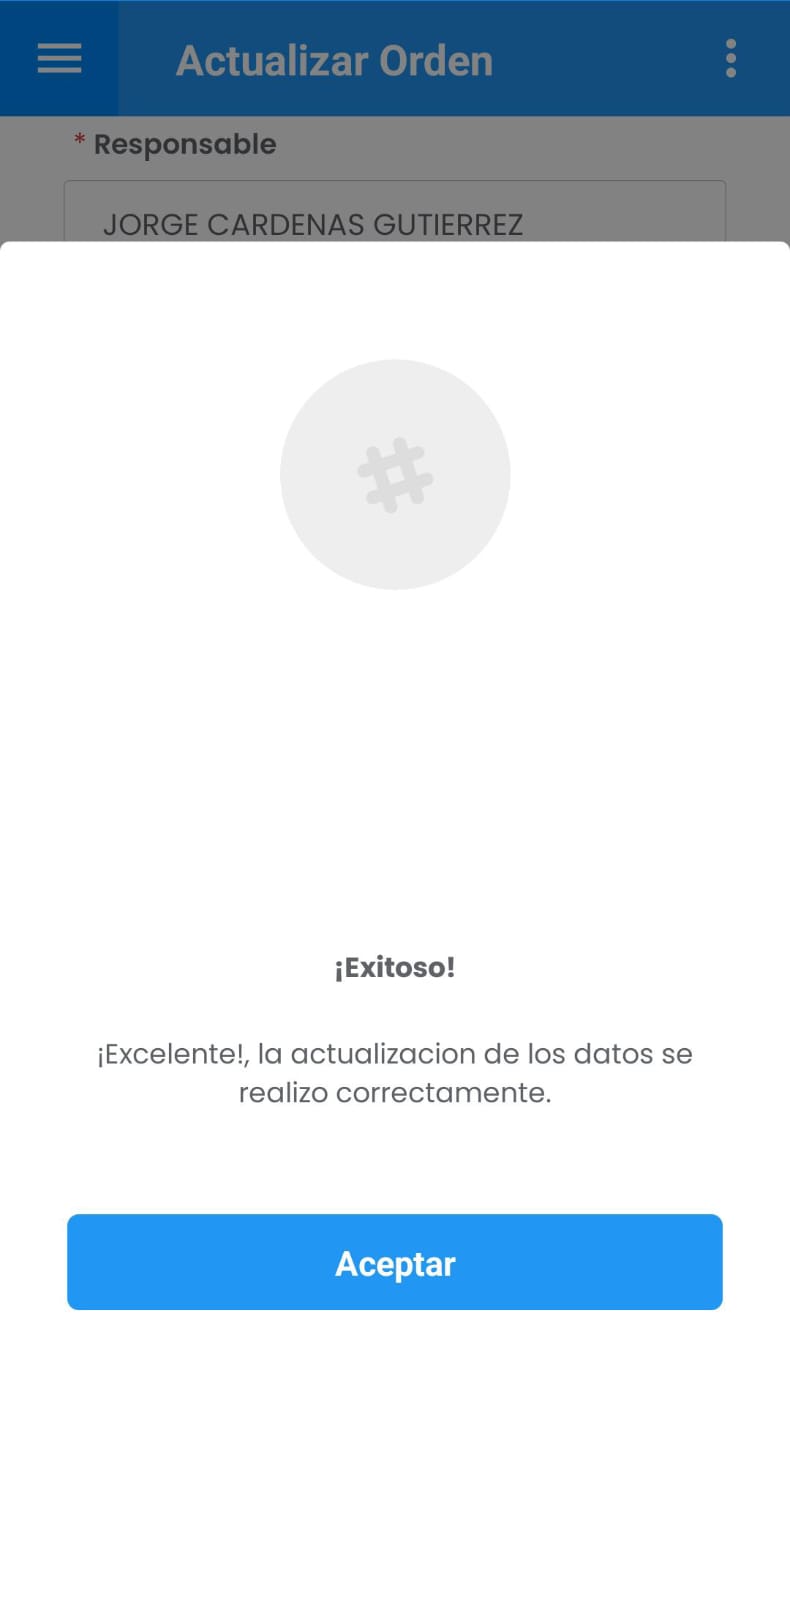 Actualizar Orden
* Responsable
JORGE CARDENAS GUTIERREZ
¡Exitoso!
¡Excelente!, la actualizacion de los datos se
realizo correctamente.
Aceptar